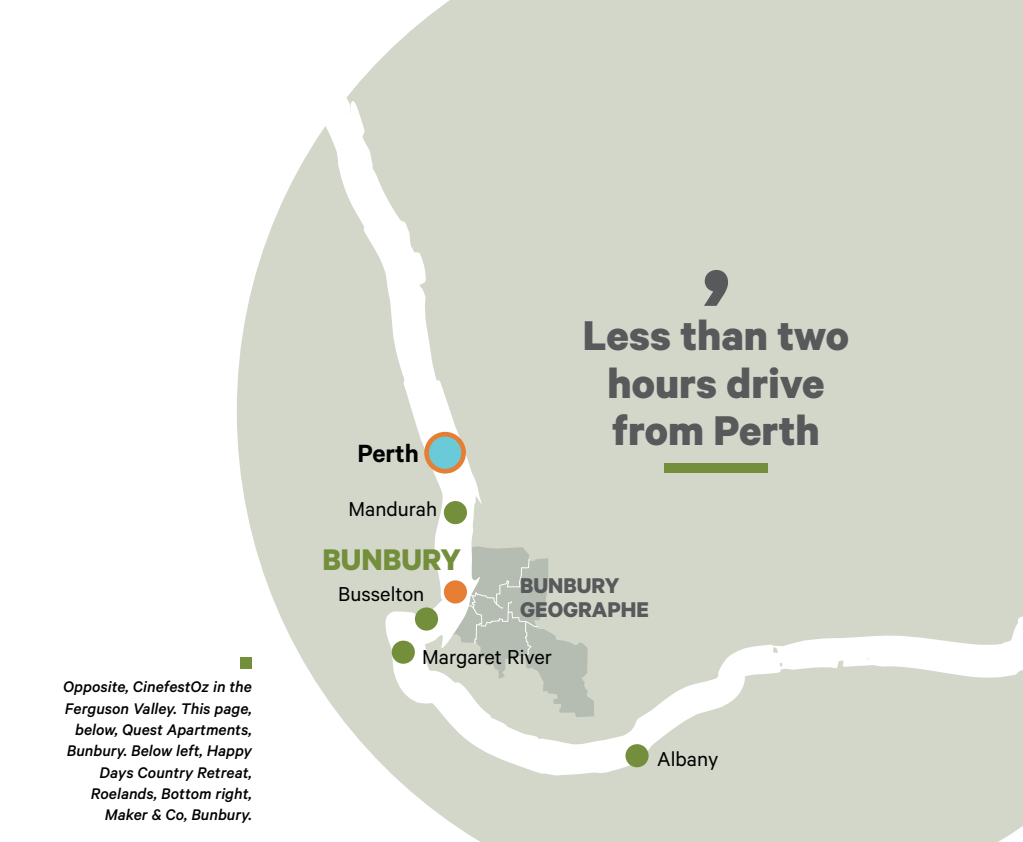 ,
Less than two
hours drive
from Perth
Perth
Mandurah
BUNBURY
Busselton
BUNBURY
GEOGRAPHE
Margaret River
Albany
Opposite, CinefestOz in the
Ferguson Valley. This page,
below, Quest Apartments,
Bunbury. Below left, Happy
Days Country Retreat,
Roelands, Bottom right,
Maker & Co, Bunbury.